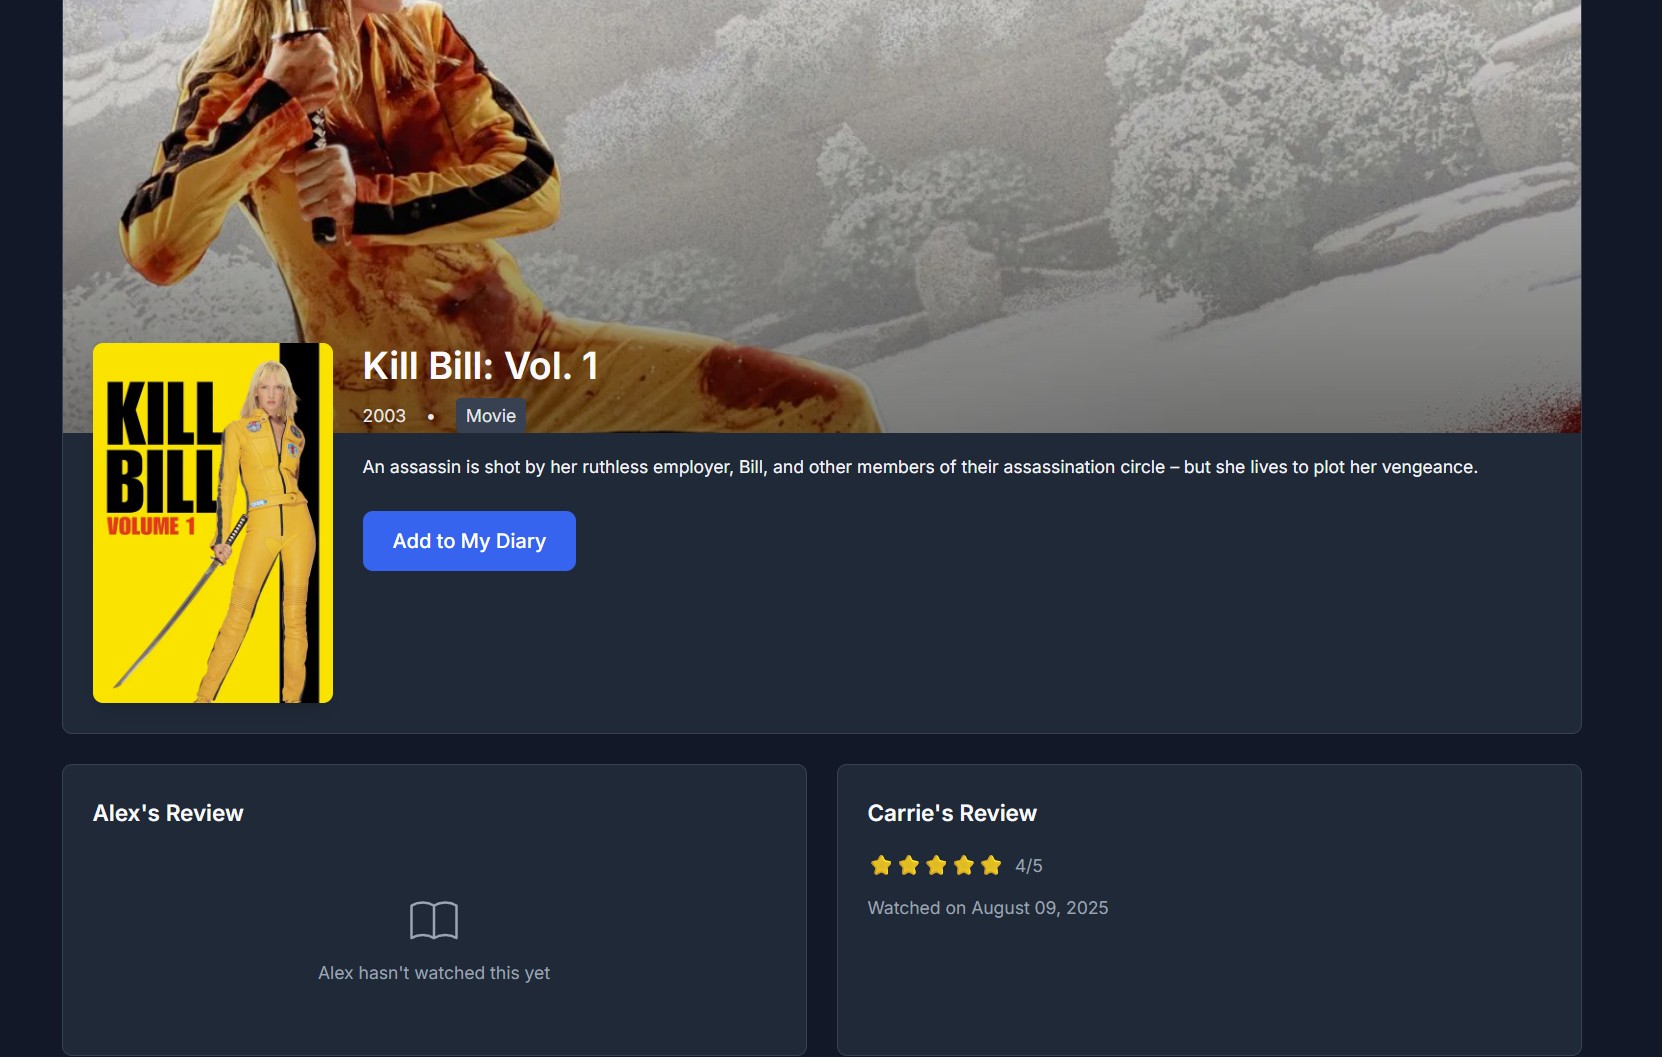 Kill Bill: Vol. 1
2003 • Movie
An assassin is shot by her ruthless employer, Bill, and other members of their assassination circle – but she lives to plot her vengeance.
Add to My Diary
KILL
BILL
VOLUME 1
Alex's Review
Alex hasn't watched this yet
Carrie's Review
4/5
Watched on August 09, 2025